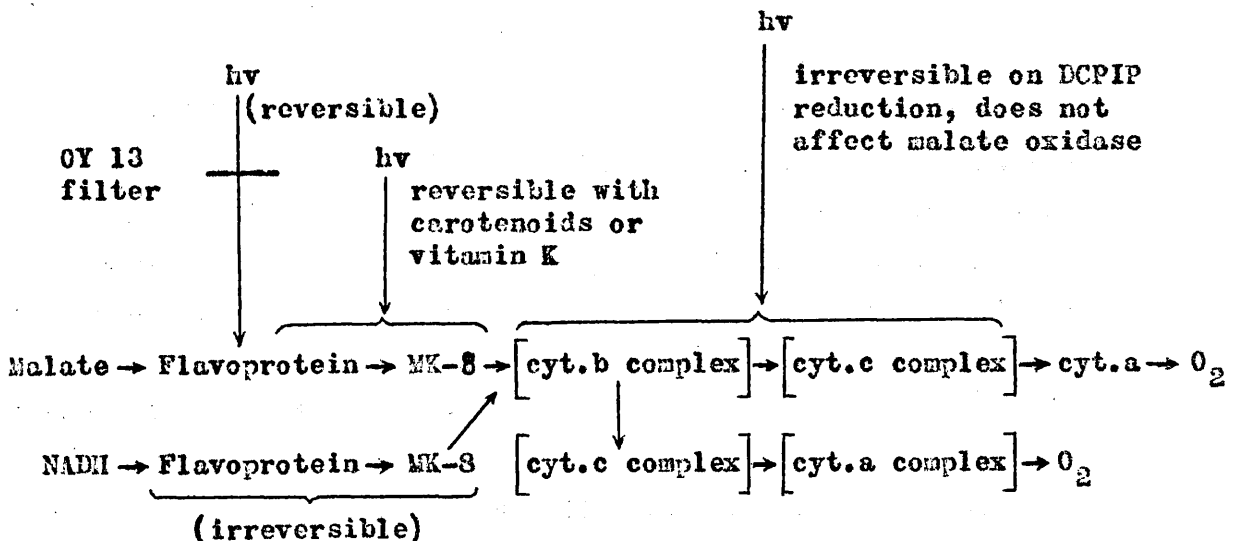 hv
hv
(reversible)
irreversible on DCPIP
reduction, does not
affect malate oxidase
OY 13
filter
hv
reversible with
carotenoids or
vitamin K
Malate → Flavoprotein → MK-8 → [cyt.b complex] → [cyt.c complex] → cyt.a → O₂
NADH → Flavoprotein → MK-8 [cyt.c complex] → [cyt.a complex] → O₂
(irreversible)